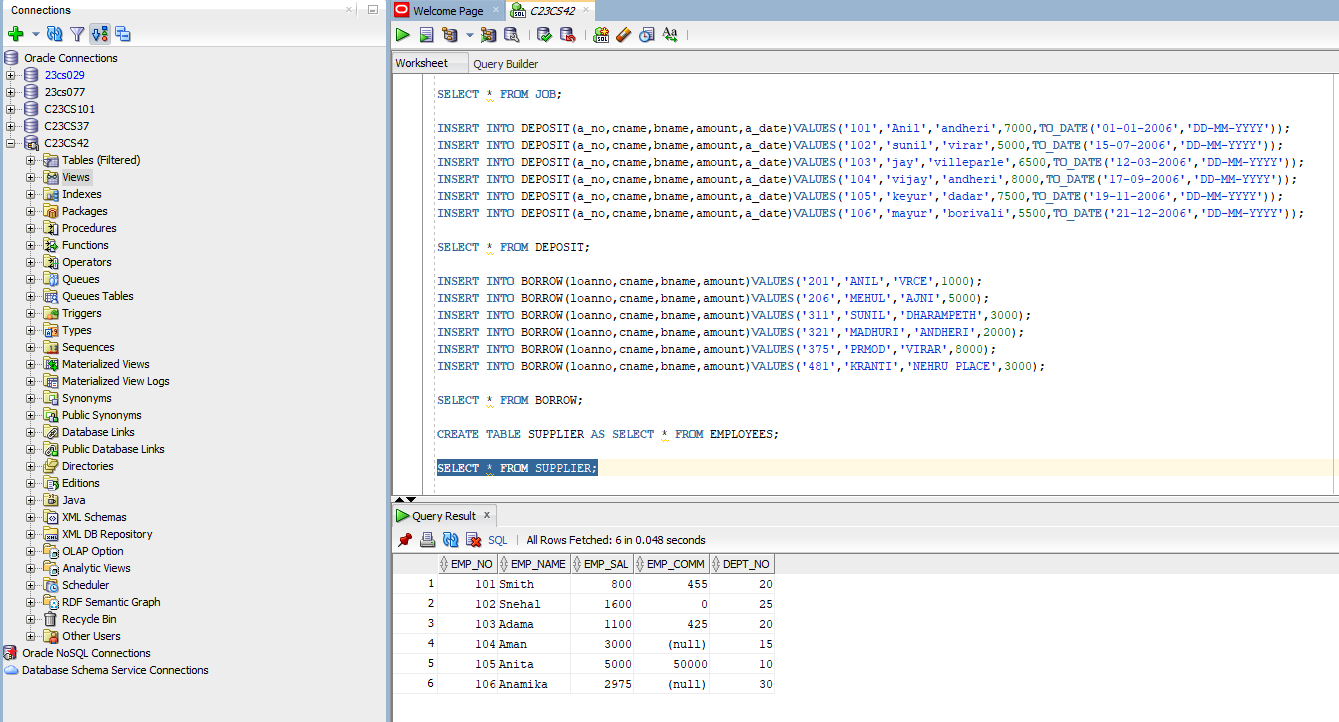 Connections
Oracle Connections
23cs029
23cs077
C23CS101
C23CS37
C23CS42
Tables (Filtered)
Views
Indexes
Packages
Procedures
Functions
Operators
Queues
Queues Tables
Triggers
Types
Sequences
Materialized Views
Materialized View Logs
Synonyms
Public Synonyms
Database Links
Public Database Links
Directories
Editions
Java
XML Schemas
XML DB Repository
OLAP Option
Analytic Views
Scheduler
RDF Semantic Graph
Recycle Bin
Other Users
Oracle NoSQL Connections
Database Schema Service Connections
Welcome Page C23CS42
Worksheet Query Builder
SELECT * FROM JOB;
INSERT INTO DEPOSIT(a_no,cname,bname,amount,a_date)VALUES('101','Anil','andheri',7000,TO_DATE('01-01-2006','DD-MM-YYYY'));
INSERT INTO DEPOSIT(a_no,cname,bname,amount,a_date)VALUES('102','sunil','virar',5000,TO_DATE('15-07-2006','DD-MM-YYYY'));
INSERT INTO DEPOSIT(a_no,cname,bname,amount,a_date)VALUES('103','jay','villeparle',6500,TO_DATE('12-03-2006','DD-MM-YYYY'));
INSERT INTO DEPOSIT(a_no,cname,bname,amount,a_date)VALUES('104','vijay','andheri',8000,TO_DATE('17-09-2006','DD-MM-YYYY'));
INSERT INTO DEPOSIT(a_no,cname,bname,amount,a_date)VALUES('105','keyur','dadar',7500,TO_DATE('19-11-2006','DD-MM-YYYY'));
INSERT INTO DEPOSIT(a_no,cname,bname,amount,a_date)VALUES('106','mayur','borivali',5500,TO_DATE('21-12-2006','DD-MM-YYYY'));
SELECT * FROM DEPOSIT;
INSERT INTO BORROW(loanno,cname,bname,amount)VALUES('201','ANIL','VRCE',1000);
INSERT INTO BORROW(loanno,cname,bname,amount)VALUES('206','MEHUL','AJNI',5000);
INSERT INTO BORROW(loanno,cname,bname,amount)VALUES('311','SUNIL','DHARAMPETH',3000);
INSERT INTO BORROW(loanno,cname,bname,amount)VALUES('321','MADHURI','ANDHERI',2000);
INSERT INTO BORROW(loanno,cname,bname,amount)VALUES('375','PRMOD','VIRAR',8000);
INSERT INTO BORROW(loanno,cname,bname,amount)VALUES('481','KRANTI','NEHRU PLACE',3000);
SELECT * FROM BORROW;
CREATE TABLE SUPPLIER AS SELECT * FROM EMPLOYEES;
SELECT * FROM SUPPLIER;
Query Result
SQL | All Rows Fetched: 6 in 0.048 seconds
EMP_NO EMP_NAME EMP_SAL EMP_COMM DEPT_NO
1 101 Smith 800 455 20
2 102 Snehal 1600 0 25
3 103 Adama 1100 425 20
4 104 Aman 3000 (null) 15
5 105 Anita 5000 50000 10
6 106 Anamika 2975 (null) 30